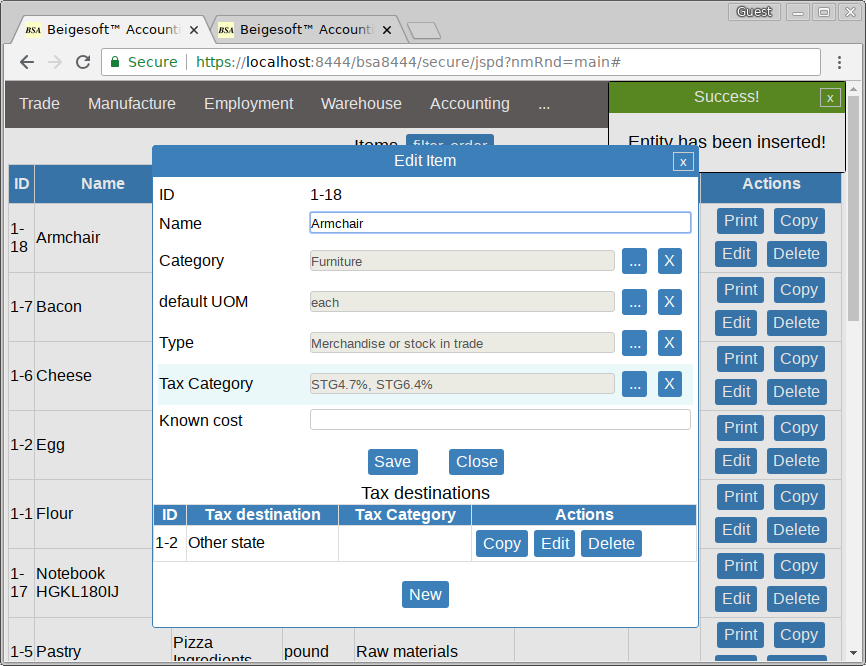 Guest
BSA Beigesoft™ Account
BSA Beigesoft™ Accounti
Secure https://localhost:8444/bsa8444/secure/jspd?nmRnd=main#
Trade Manufacture Employment Warehouse Accounting ...
Success! x
Entity has been inserted!
Items filter, order
ID Name Actions
Edit Item x
ID 1-18
Name Armchair
Category Furniture ... X
default UOM each ... X
Type Merchandise or stock in trade ... X
Tax Category STG4.7%, STG6.4% ... X
Known cost
Save Close
Tax destinations
ID Tax destination Tax Category Actions
1-2 Other state Copy Edit Delete
New
1-18 Armchair Print Copy
Edit Delete
1-7 Bacon Print Copy
Edit Delete
1-6 Cheese Print Copy
Edit Delete
1-2 Egg Print Copy
Edit Delete
1-1 Flour Print Copy
Edit Delete
1-17 Notebook HGKL180IJ Print Copy
Edit Delete
1-5 Pastry Pizza Ingredients pound Raw materials Print Copy